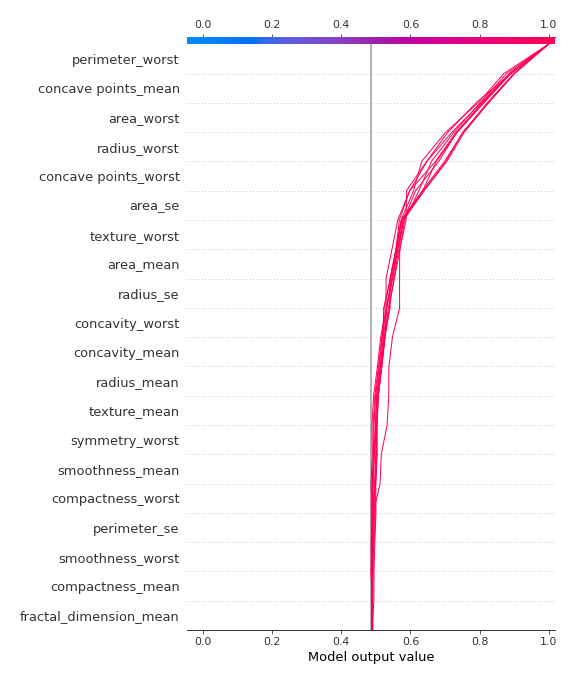 0.0 0.2 0.4 0.6 0.8 1.0
perimeter_worst
concave points_mean
area_worst
radius_worst
concave points_worst
area_se
texture_worst
area_mean
radius_se
concavity_worst
concavity_mean
radius_mean
texture_mean
symmetry_worst
smoothness_mean
compactness_worst
perimeter_se
smoothness_worst
compactness_mean
fractal_dimension_mean
0.0 0.2 0.4 0.6 0.8 1.0
Model output value